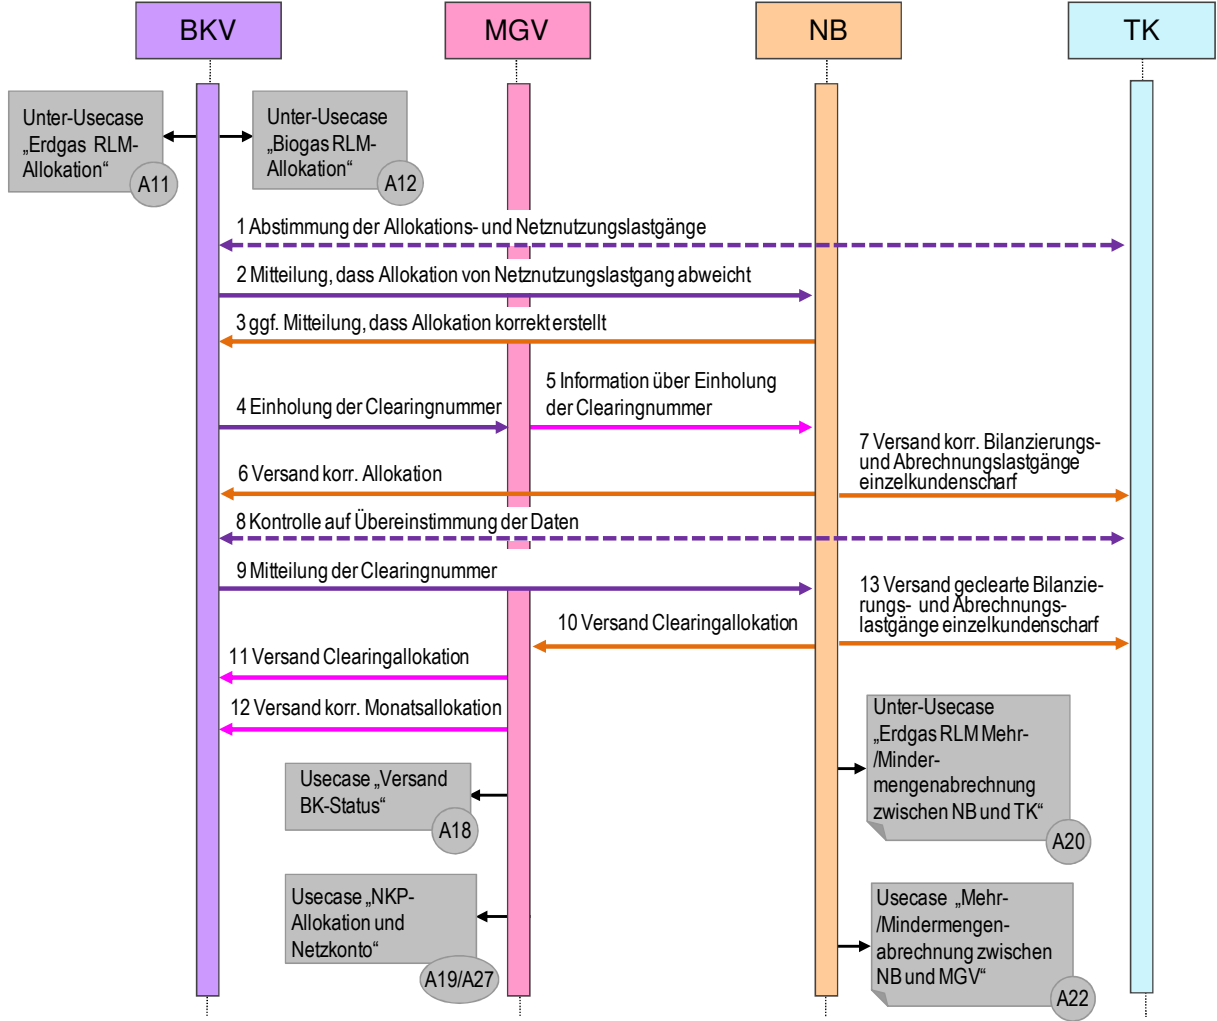 BKV
MGV
NB
TK
Unter-Usecase
„Erdgas RLM-
Allokation“
A11
Unter-Usecase
„Biogas RLM-
Allokation“
A12
1 Abstimmung der Allokations- und Netznutzungslastgänge
2 Mitteilung, dass Allokation von Netznutzungslastgang abweicht
3 ggf. Mitteilung, dass Allokation korrekt erstellt
4 Einholung der Clearingnummer
5 Information über Einholung
der Clearingnummer
6 Versand korr. Allokation
7 Versand korr. Bilanzierungs-
und Abrechnungslastgänge
einzelkundenscharf
8 Kontrolle auf Übereinstimmung der Daten
9 Mitteilung der Clearingnummer
10 Versand Clearingallokation
13 Versand geclearte Bilanzie-
rungs- und Abrechnungs-
lastgänge einzelkundenscharf
11 Versand Clearingallokation
12 Versand korr. Monatsallokation
Unter-Usecase
„Erdgas RLM Mehr-
/Minder-
mengenabrechnung
zwischen NB und TK“
A20
Usecase „Versand
BK-Status“
A18
Usecase „NKP-
Allokation und
Netzkonto“
A19/A27
Usecase „Mehr-
/Mindermengen-
abrechnung zwischen
NB und MGV“
A22